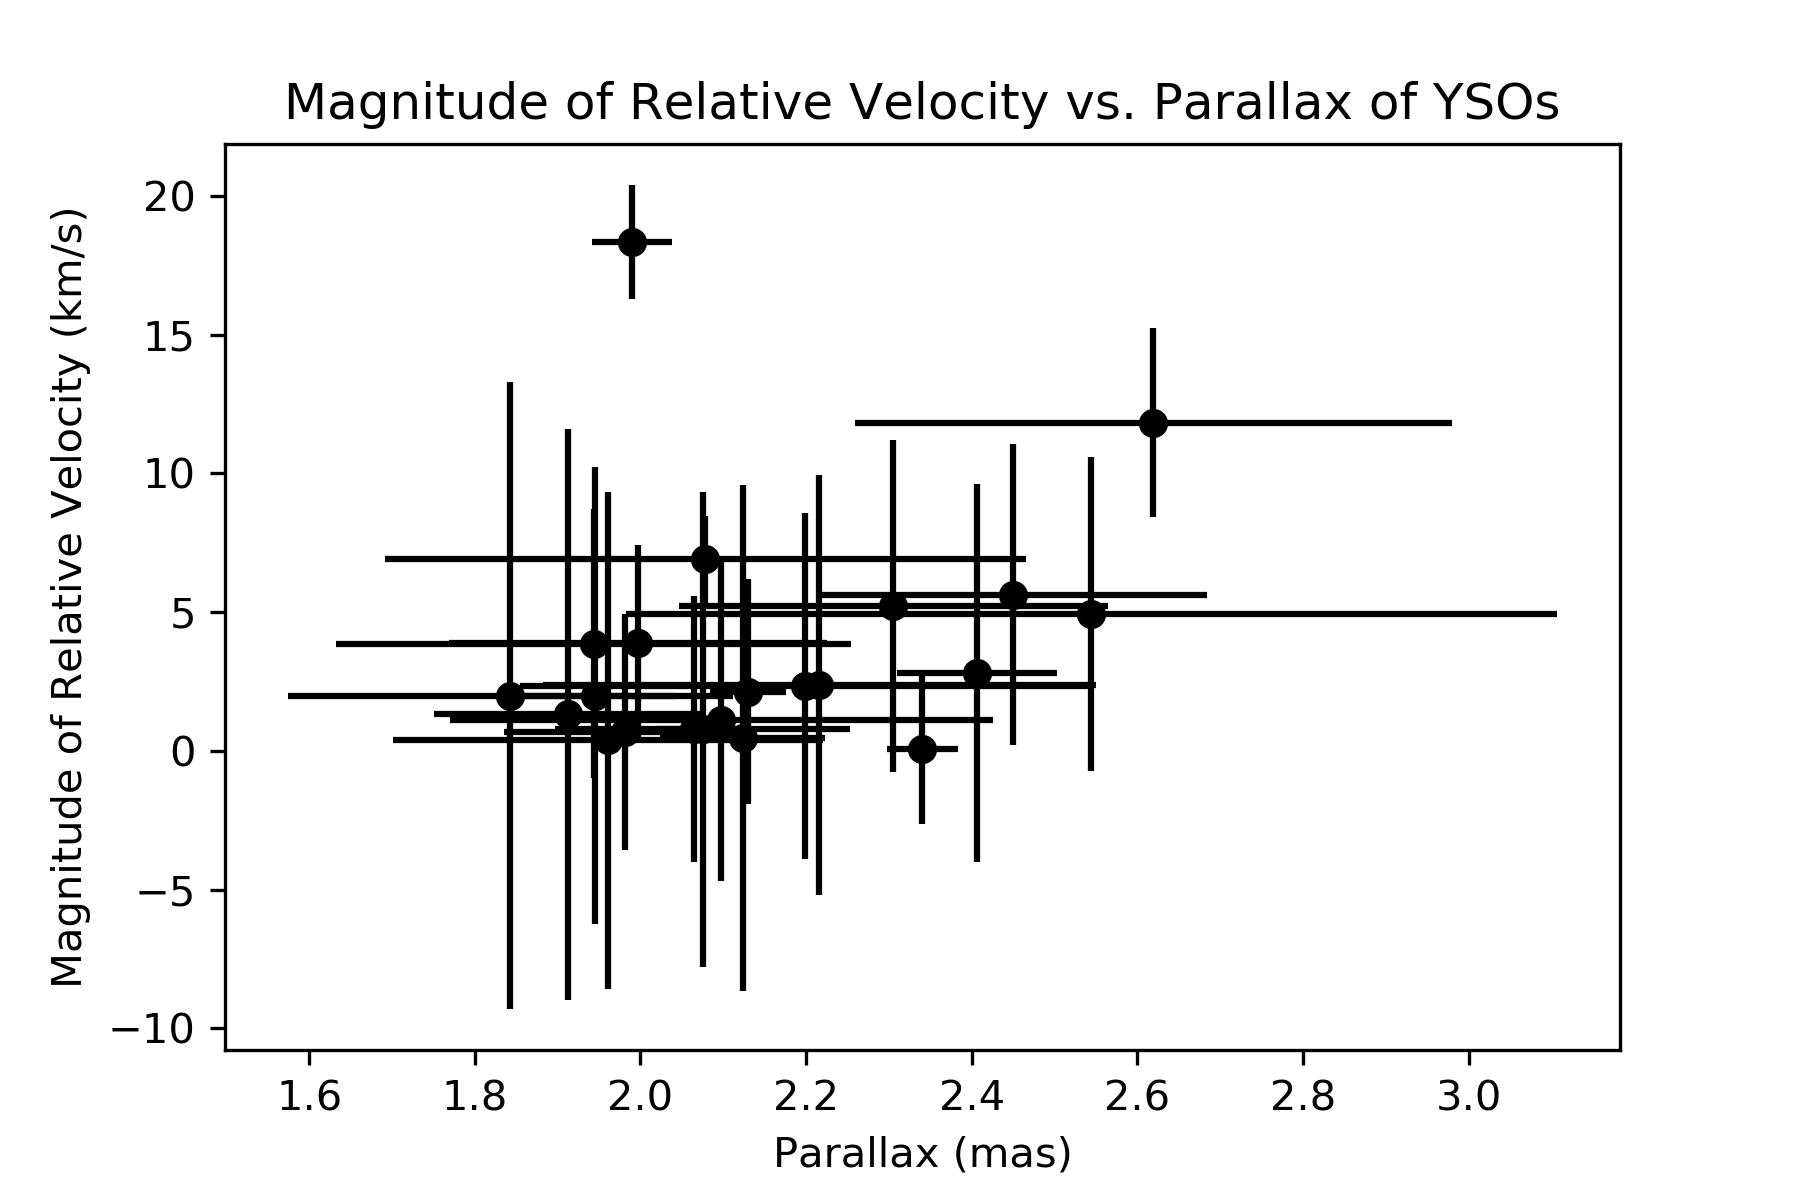 Magnitude of Relative Velocity vs. Parallax of YSOs
Magnitude of Relative Velocity (km/s)
20
15
10
5
0
−5
−10
1.6 1.8 2.0 2.2 2.4 2.6 2.8 3.0
Parallax (mas)